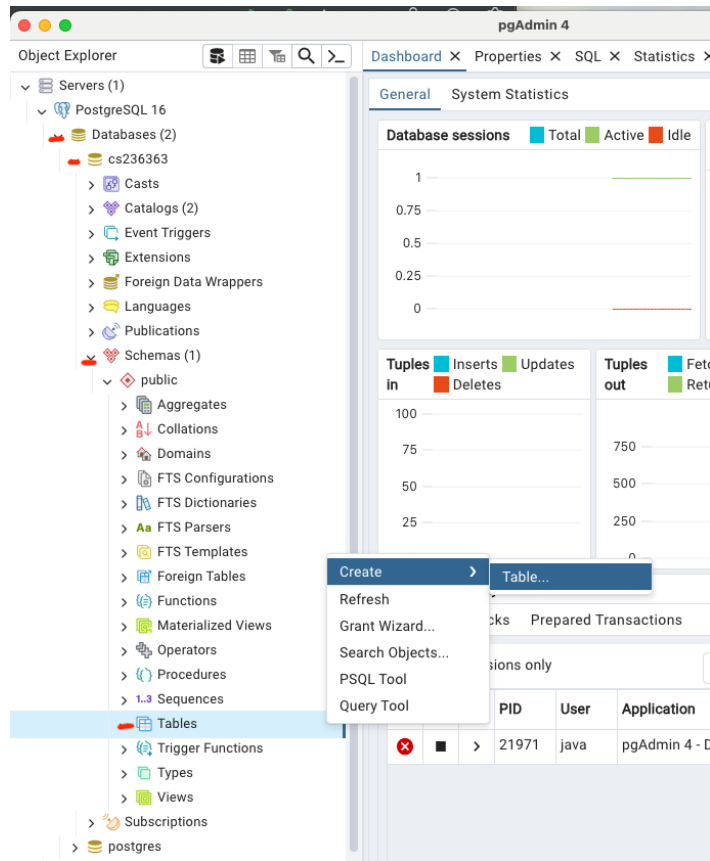 pgAdmin 4
Object Explorer
Dashboard Properties SQL Statistics
Servers (1)
PostgreSQL 16
Databases (2)
cs236363
Casts
Catalogs (2)
Event Triggers
Extensions
Foreign Data Wrappers
Languages
Publications
Schemas (1)
public
Aggregates
Collations
Domains
FTS Configurations
FTS Dictionaries
Aa FTS Parsers
FTS Templates
Foreign Tables
Functions
Materialized Views
Operators
Procedures
1..3 Sequences
Tables
Trigger Functions
Types
Views
Subscriptions
postgres
General System Statistics
Database sessions Total Active Idle
1
0.75
0.5
0.25
0
Tuples in Inserts Updates Deletes
100
75
50
25
Tuples out
750
500
250
0
Create
Table...
Refresh
Grant Wizard...
Search Objects...
PSQL Tool
Query Tool
Prepared Transactions
only
PID User Application
21971 java pgAdmin 4 - D